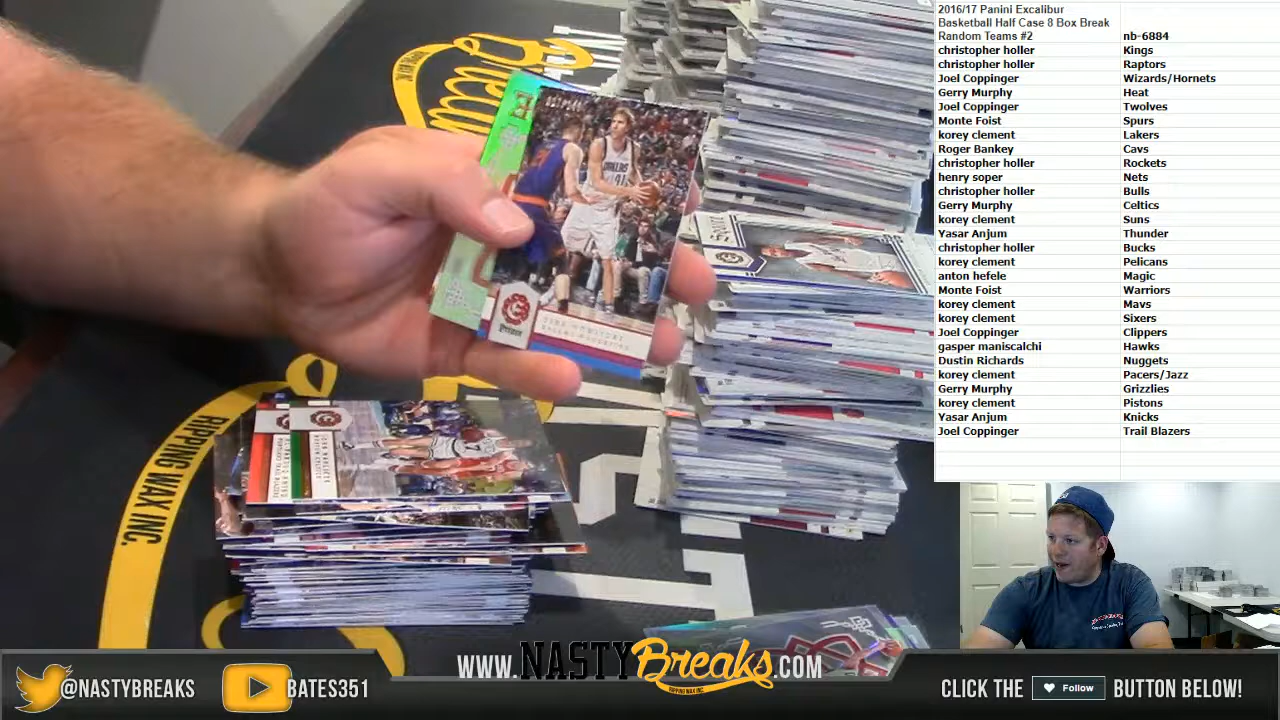 2016/17 Panini Excalibur
Basketball Half Case 8 Box Break
Random Teams #2 nb-6884
christopher holler Kings
christopher holler Raptors
Joel Coppinger Wizards/Hornets
Gerry Murphy Heat
Joel Coppinger Twolves
Monte Foist Spurs
korey clement Lakers
Roger Bankey Cavs
christopher holler Rockets
henry soper Nets
christopher holler Bulls
Gerry Murphy Celtics
korey clement Suns
Yasar Anjum Thunder
christopher holler Bucks
korey clement Pelicans
anton hefele Magic
Monte Foist Warriors
korey clement Mavs
korey clement Sixers
Joel Coppinger Clippers
gasper maniscalchi Hawks
Dustin Richards Nuggets
korey clement Pacers/Jazz
Gerry Murphy Grizzlies
korey clement Pistons
Yasar Anjum Knicks
Joel Coppinger Trail Blazers
DALLAS
41
RIPPING WAX INC.
@NASTYBREAKS
BATES351
WWW.NASTYBreaks.COM
RIPPING WAX INC.
CLICK THE Follow BUTTON BELOW!